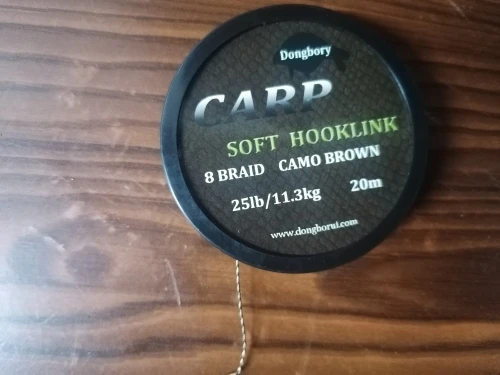 Dongbory
CARP
SOFT HOOKLINK
8 BRAID CAMO BROWN
25lb/11.3kg 20m
www.dongborui.com